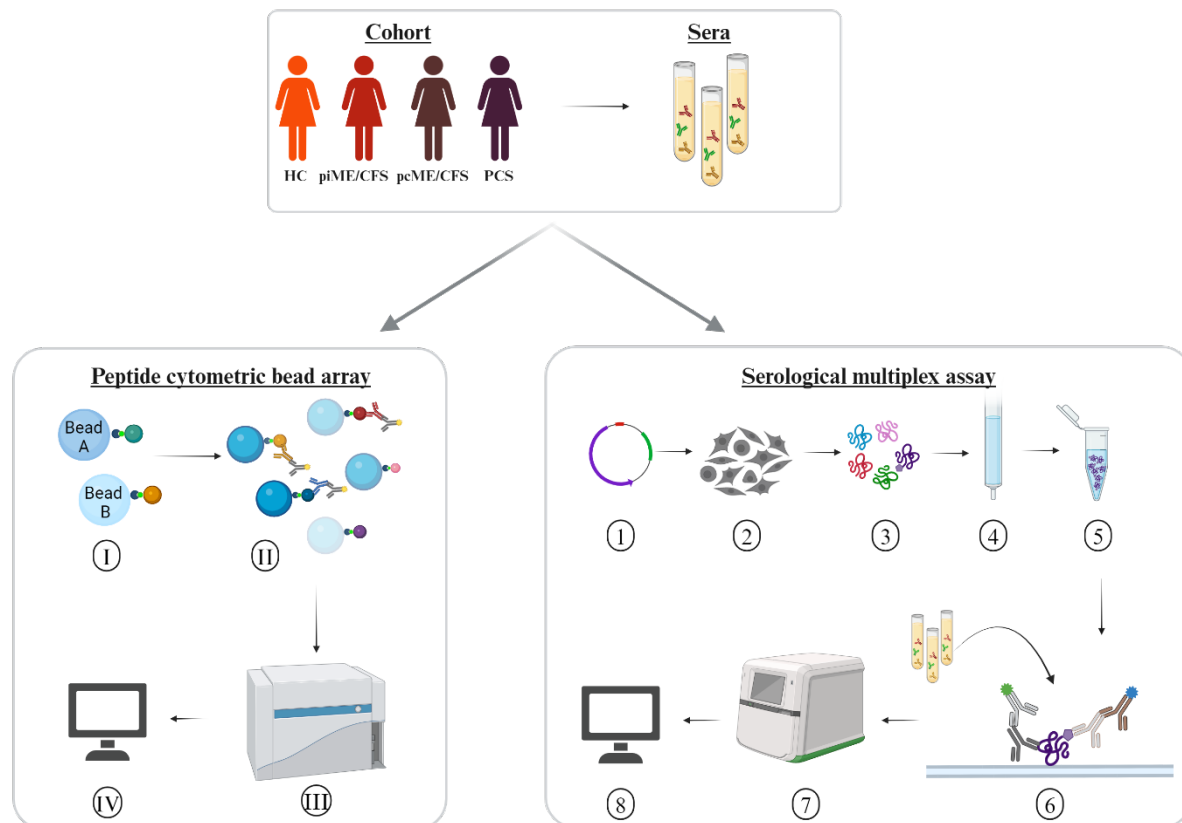 Cohort
Sera
HC piME/CFS pcME/CFS PCS
Peptide cytometric bead array
Bead
A
Bead
B
I
II
IV
III
Serological multiplex assay
1 2 3 4 5
8 7 6